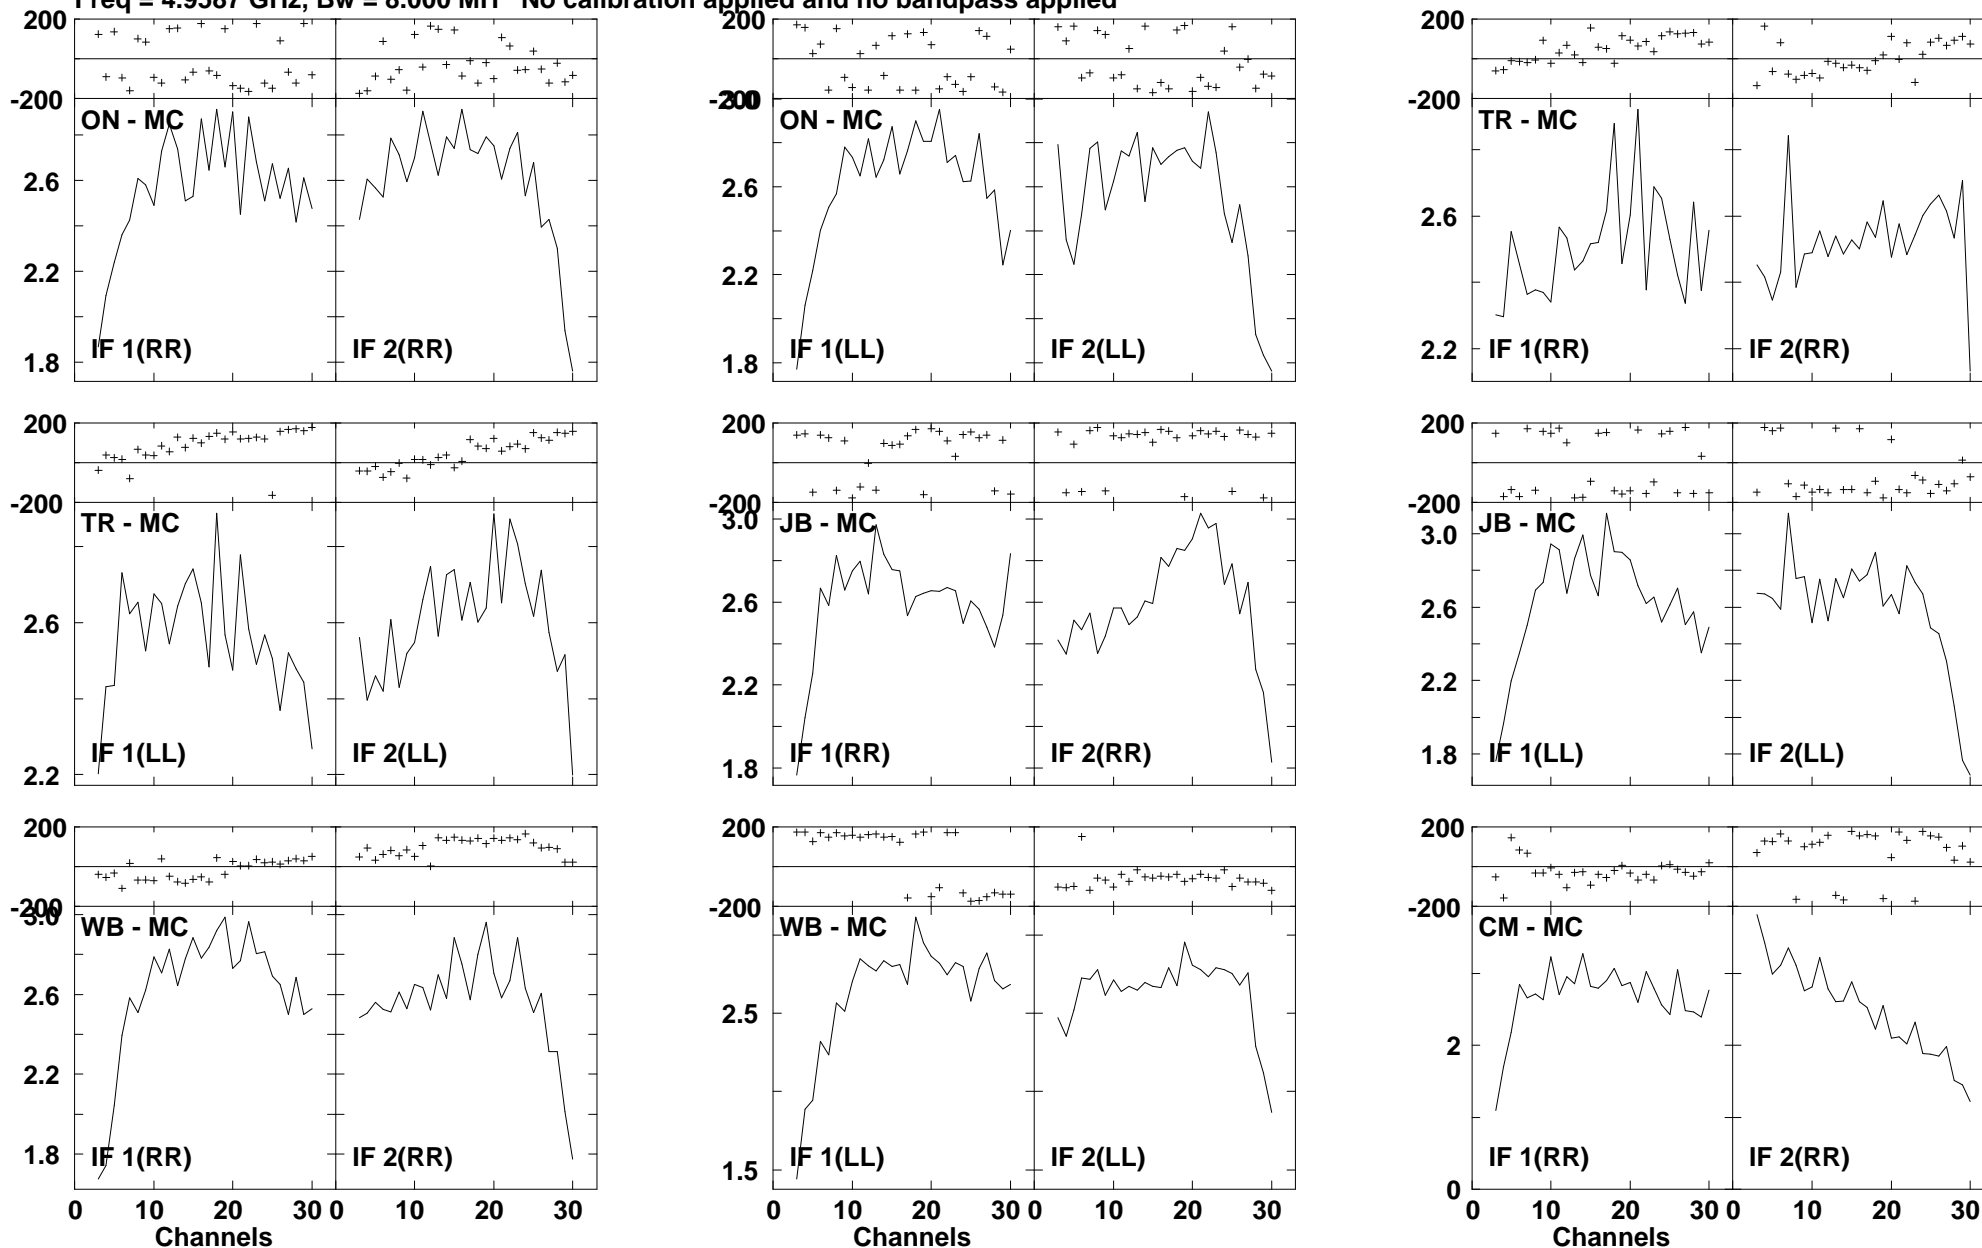 Freq = 4.9587 GHz, Bw = 8.000 MH No calibration applied and no bandpass applied
200 200 200
-200 -200 3.0 -200
ON - MC ON - MC TR - MC
2.6 2.6 2.6
2.2 2.2
IF 1(RR) IF 2(RR) IF 1(LL) IF 2(LL) IF 1(RR) IF 2(RR)
1.8 1.8 2.2
200 200 200
-200 -200 -200
TR - MC JB - MC JB - MC
3.0 3.0
2.6 2.6 2.6
2.2 2.2
IF 1(LL) IF 2(LL) IF 1(RR) IF 2(RR) IF 1(LL) IF 2(LL)
2.2 1.8 1.8
200 200 200
-200 -200 -200
3.0
WB - MC WB - MC CM - MC
2.6 2.5
2.2 2
1.8 IF 1(RR) IF 2(RR) 1.5 IF 1(LL) IF 2(LL) IF 1(RR) IF 2(RR)
0
0 10 20 30 0 10 20 30 0 10 20 30 0 10 20 30 0 10 20 30 0 10 20 30
Channels Channels Channels